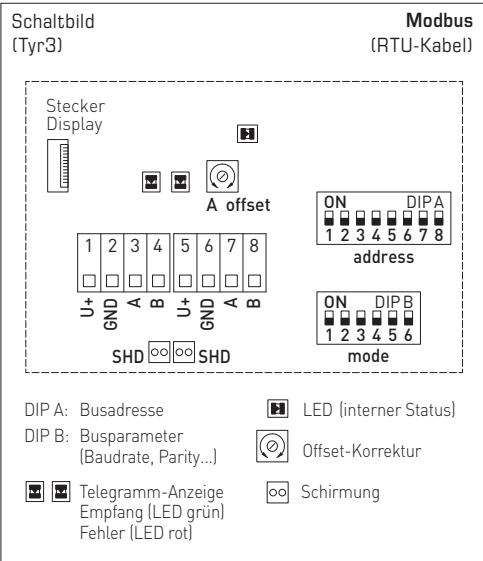 Schaltbild
(Tyr3)
Modbus
(RTU-Kabel)
Stecker
Display
A offset
ON DIP A
1 2 3 4 5 6 7 8
address
1 2 3 4 5 6 7 8
U+ GND A B U+ GND A B
ON DIP B
1 2 3 4 5 6
mode
SHD SHD
DIP A: Busadresse
DIP B: Busparameter
(Baudrate, Parity...)
Telegramm-Anzeige
Empfang (LED grün)
Fehler (LED rot)
LED (interner Status)
Offset-Korrektur
Schirmung